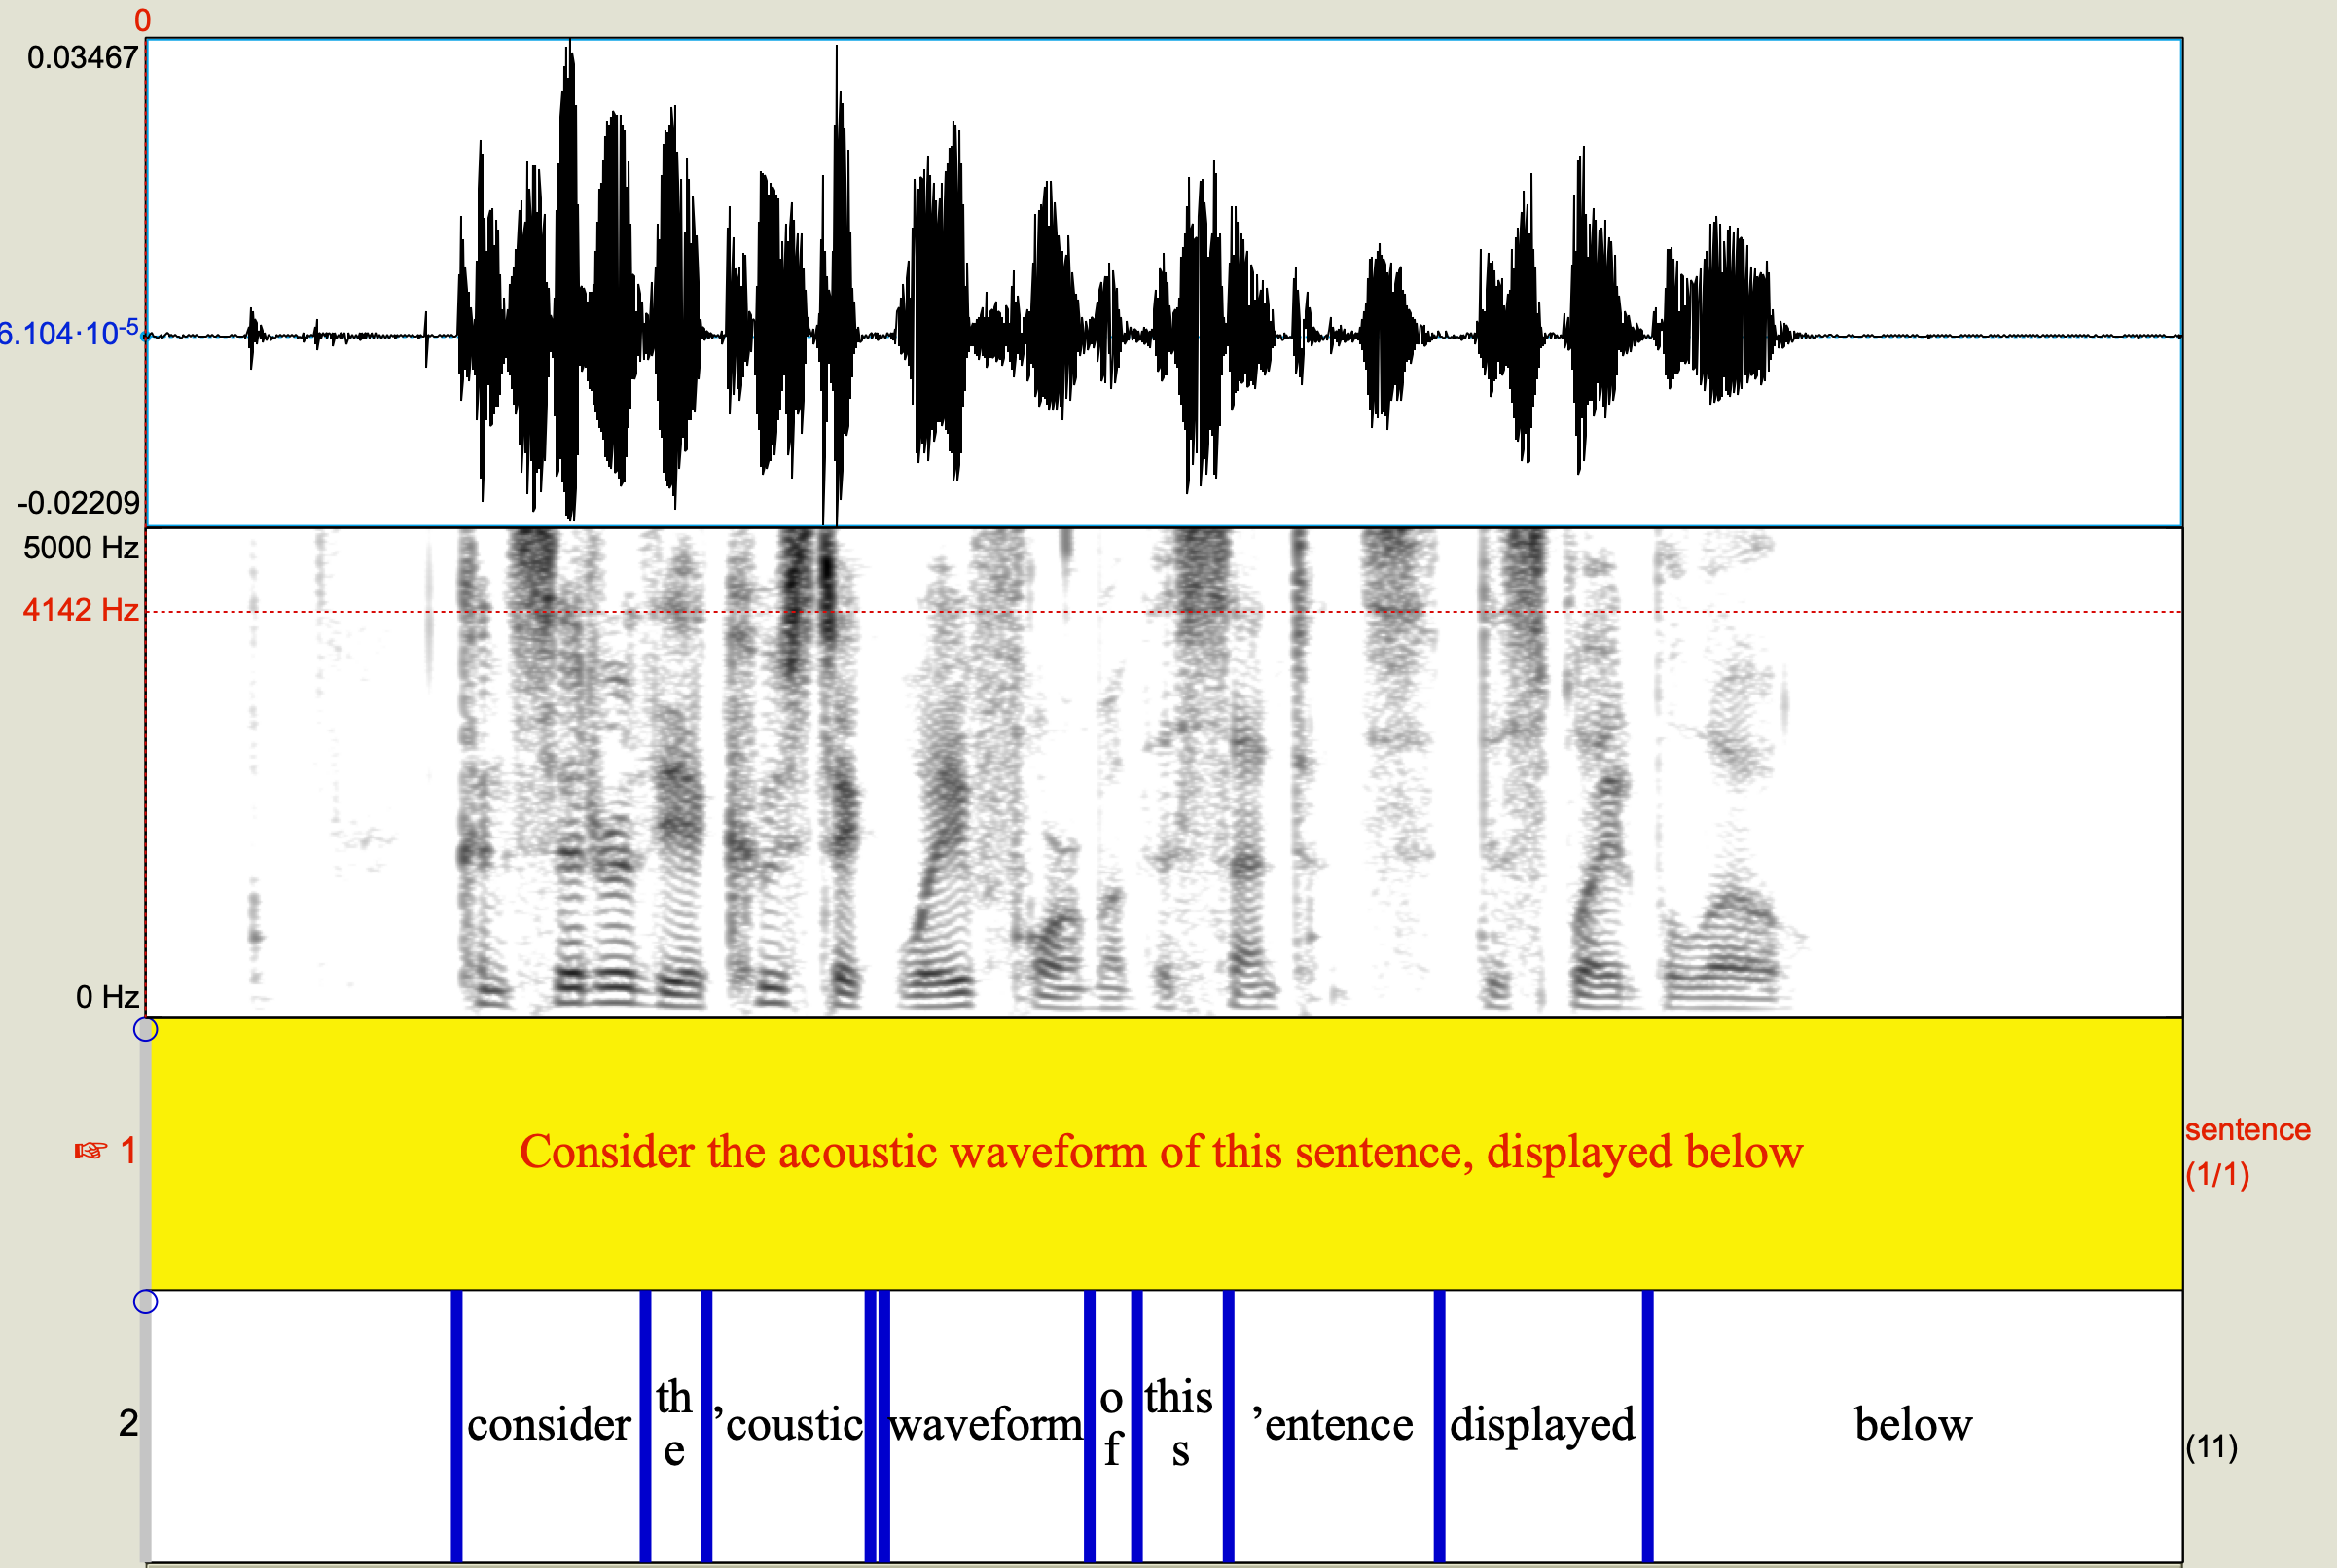 0
0.03467
6.104·10-5
-0.02209
5000 Hz
4142 Hz
0 Hz
☞ 1
Consider the acoustic waveform of this sentence, displayed below
sentence
(1/1)
2
consider
th
e
’coustic
waveform
o
f
this
s
’entence
displayed
below
(11)